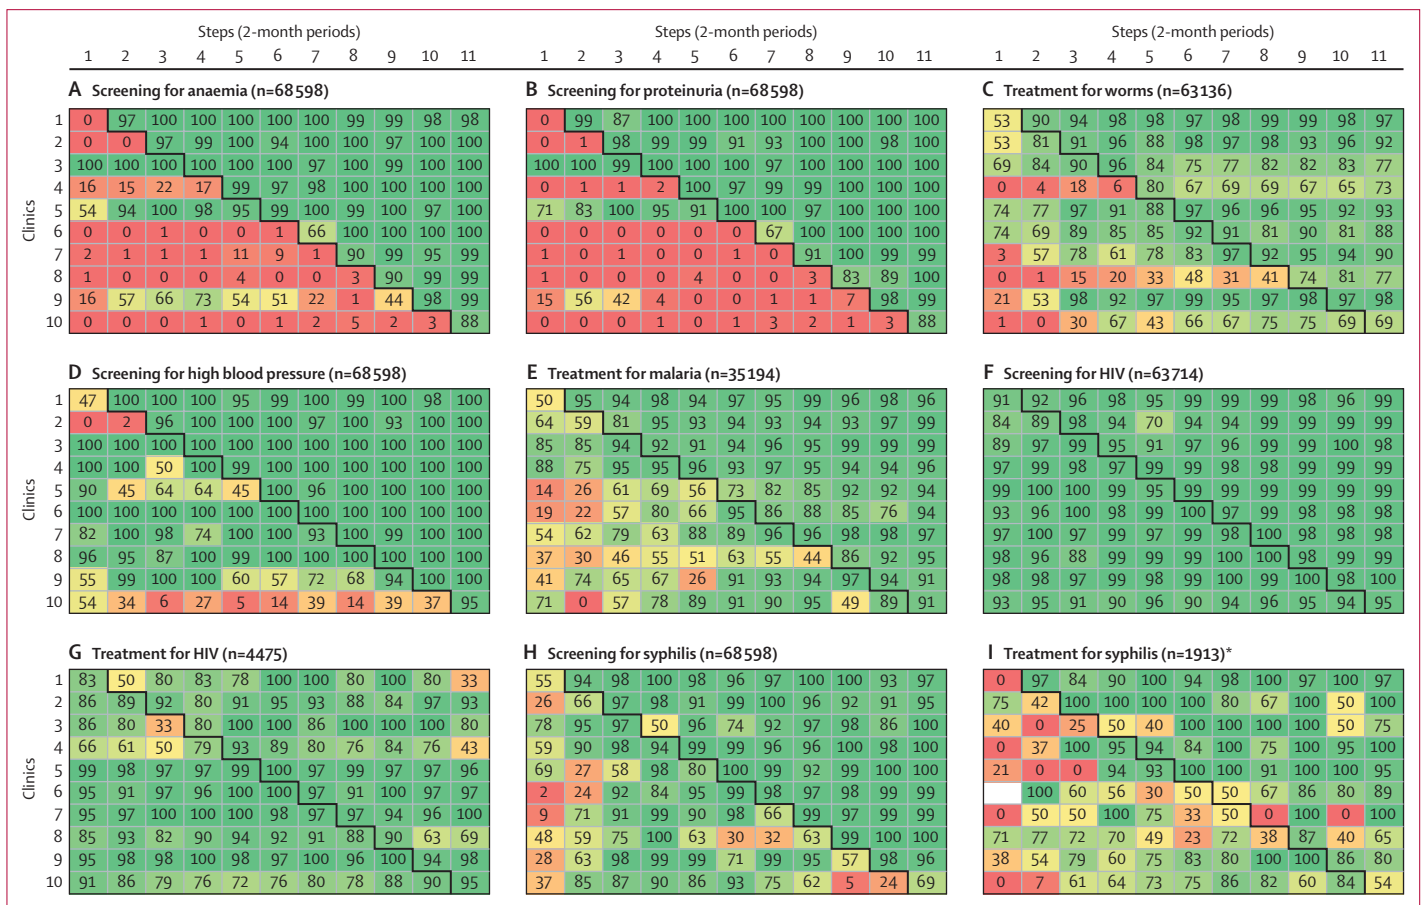 Steps (2-month periods) Steps (2-month periods) Steps (2-month periods)
1 2 3 4 5 6 7 8 9 10 11 1 2 3 4 5 6 7 8 9 10 11 1 2 3 4 5 6 7 8 9 10 11
A Screening for anaemia (n=68 598) B Screening for proteinuria (n=68 598) C Treatment for worms (n=63 136)
Clinics
1 0 97 100 100 100 100 100 99 99 98 98 0 99 87 100 100 100 100 100 100 100 100 53 90 94 98 98 97 98 99 99 98 97
2 0 0 97 99 100 94 100 100 97 100 100 0 1 98 99 99 91 93 100 100 98 100 53 81 91 96 88 98 97 98 93 96 92
3 100 100 100 100 100 100 97 100 99 100 100 100 100 99 100 100 100 97 100 100 100 100 69 84 90 96 84 75 77 82 82 83 77
4 16 15 22 17 99 97 98 100 100 100 100 0 1 1 2 100 97 99 99 100 100 100 0 4 18 6 80 67 69 69 67 65 73
5 54 94 100 98 95 99 100 99 100 97 100 71 83 100 95 91 100 100 97 100 100 100 74 77 97 91 88 97 96 96 95 92 93
6 0 0 1 0 0 1 66 100 100 100 100 0 0 0 0 0 0 67 100 100 100 100 74 69 89 85 85 92 91 81 90 81 88
7 2 1 1 1 11 9 1 90 99 95 99 1 0 1 0 0 1 0 91 100 99 99 3 57 78 61 78 83 97 92 95 94 90
8 1 0 0 0 4 0 0 3 90 99 99 1 0 0 0 4 0 0 3 83 89 100 0 1 15 20 33 48 31 41 74 81 77
9 16 57 66 73 54 51 22 1 44 98 99 15 56 42 4 0 0 1 1 7 98 99 21 53 98 92 97 99 95 97 98 97 98
10 0 0 0 1 0 1 2 5 2 3 88 0 0 0 1 0 1 3 2 1 3 88 1 0 30 67 43 66 67 75 75 69 69
D Screening for high blood pressure (n=68 598) E Treatment for malaria (n=35 194) F Screening for HIV (n=63 714)
Clinics
1 47 100 100 100 95 99 100 99 100 98 100 50 95 94 98 94 97 95 99 96 98 96 91 92 96 98 95 99 99 99 98 96 99
2 0 2 96 100 100 100 97 100 93 100 100 64 59 81 95 93 94 93 94 93 97 99 84 89 98 94 70 94 94 99 99 99 99
3 100 100 100 100 100 100 100 100 100 100 100 85 85 94 92 91 94 96 95 99 99 99 89 97 99 95 91 97 96 99 99 100 98
4 100 100 50 100 99 100 100 100 100 100 100 88 75 95 95 96 93 97 95 94 94 96 97 99 98 97 99 99 98 98 99 99 99
5 90 45 64 64 45 100 96 100 100 100 100 14 26 61 69 56 73 82 85 92 92 94 99 100 100 99 95 99 99 99 99 99 99
6 100 100 100 100 100 100 100 100 100 100 100 19 22 57 80 66 95 86 88 85 76 94 93 96 100 98 99 100 97 99 98 98 98
7 82 100 98 74 100 100 93 100 99 100 100 54 62 79 63 88 89 96 96 98 98 97 97 100 97 99 97 99 98 100 98 98 98
8 96 95 87 100 99 100 100 100 100 100 100 37 30 46 55 51 63 55 44 86 92 95 98 96 88 99 99 99 100 100 98 99 99
9 55 99 100 100 60 57 72 68 94 100 100 41 74 65 67 26 91 93 94 97 94 91 98 98 97 99 98 99 100 99 100 98 100
10 54 34 6 27 5 14 39 14 39 37 95 71 0 57 78 89 91 90 95 49 89 91 93 95 91 90 96 90 94 96 95 94 95
G Treatment for HIV (n=4475) H Screening for syphilis (n=68 598) I Treatment for syphilis (n=1913)*
Clinics
1 83 50 80 83 78 100 100 80 100 80 33 55 94 98 100 98 96 97 100 100 93 97 0 97 84 90 100 94 98 100 97 100 97
2 86 89 92 80 91 95 93 88 84 97 93 26 66 97 98 91 99 100 96 92 91 95 75 42 100 100 100 100 80 67 100 50 100
3 86 80 33 80 100 100 86 100 100 100 80 78 95 97 50 96 74 92 97 98 86 100 40 0 25 50 40 100 100 100 100 50 75
4 66 61 50 79 93 89 80 76 84 76 43 59 90 98 94 99 99 96 96 100 98 100 0 37 100 95 94 84 100 75 100 95 100
5 99 98 97 97 99 100 97 99 97 97 96 69 27 58 98 80 100 99 92 99 100 100 21 0 0 94 93 100 100 91 100 100 95
6 95 91 97 96 100 100 97 91 100 97 97 2 24 92 84 95 99 98 97 98 99 99 100 60 56 30 50 50 67 86 80 89
7 95 97 100 100 100 98 97 97 94 96 100 9 71 91 99 90 98 66 99 97 99 99 0 50 50 100 75 33 50 0 100 0 100
8 85 93 82 90 94 92 91 88 90 63 69 48 59 75 100 63 30 32 63 99 100 100 71 77 72 70 49 23 72 38 87 40 65
9 95 98 98 100 98 97 100 96 100 94 98 28 63 98 99 99 71 99 95 57 98 96 38 54 79 60 75 83 80 100 100 86 80
10 91 86 79 76 72 76 80 78 88 90 95 37 85 87 90 86 93 75 62 5 24 69 0 7 61 64 73 75 86 82 60 84 54